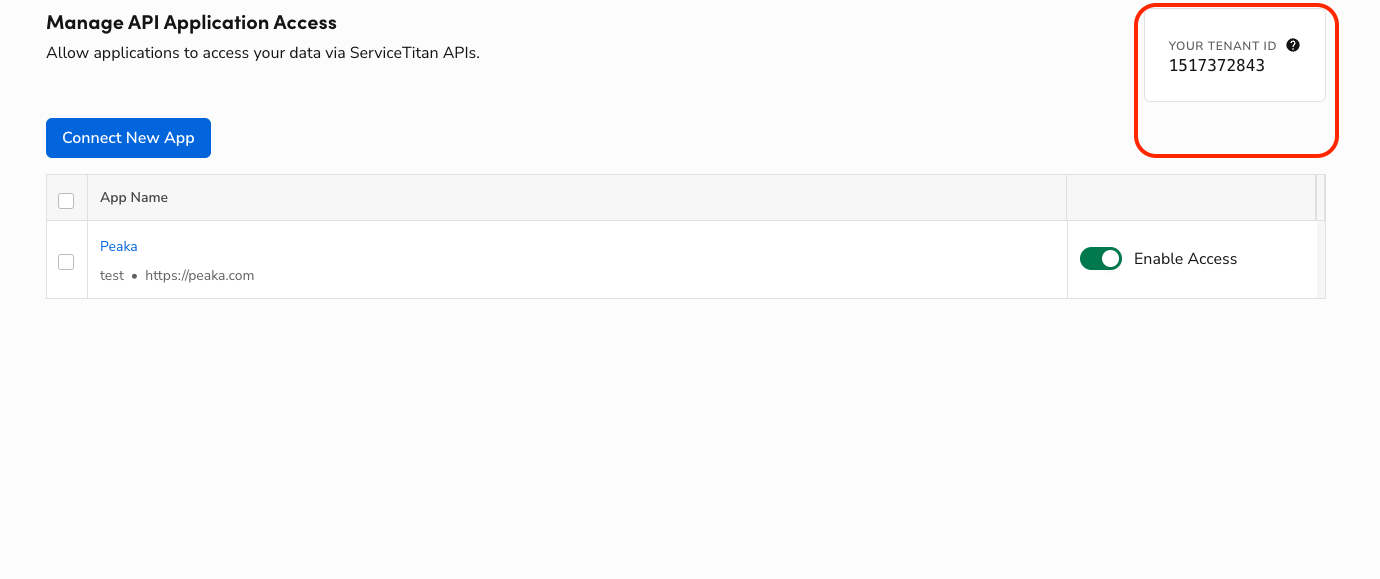 Manage API Application Access
Allow applications to access your data via ServiceTitan APIs.
YOUR TENANT ID ?
1517372843
Connect New App
App Name
Peaka
test • https://peaka.com
Enable Access